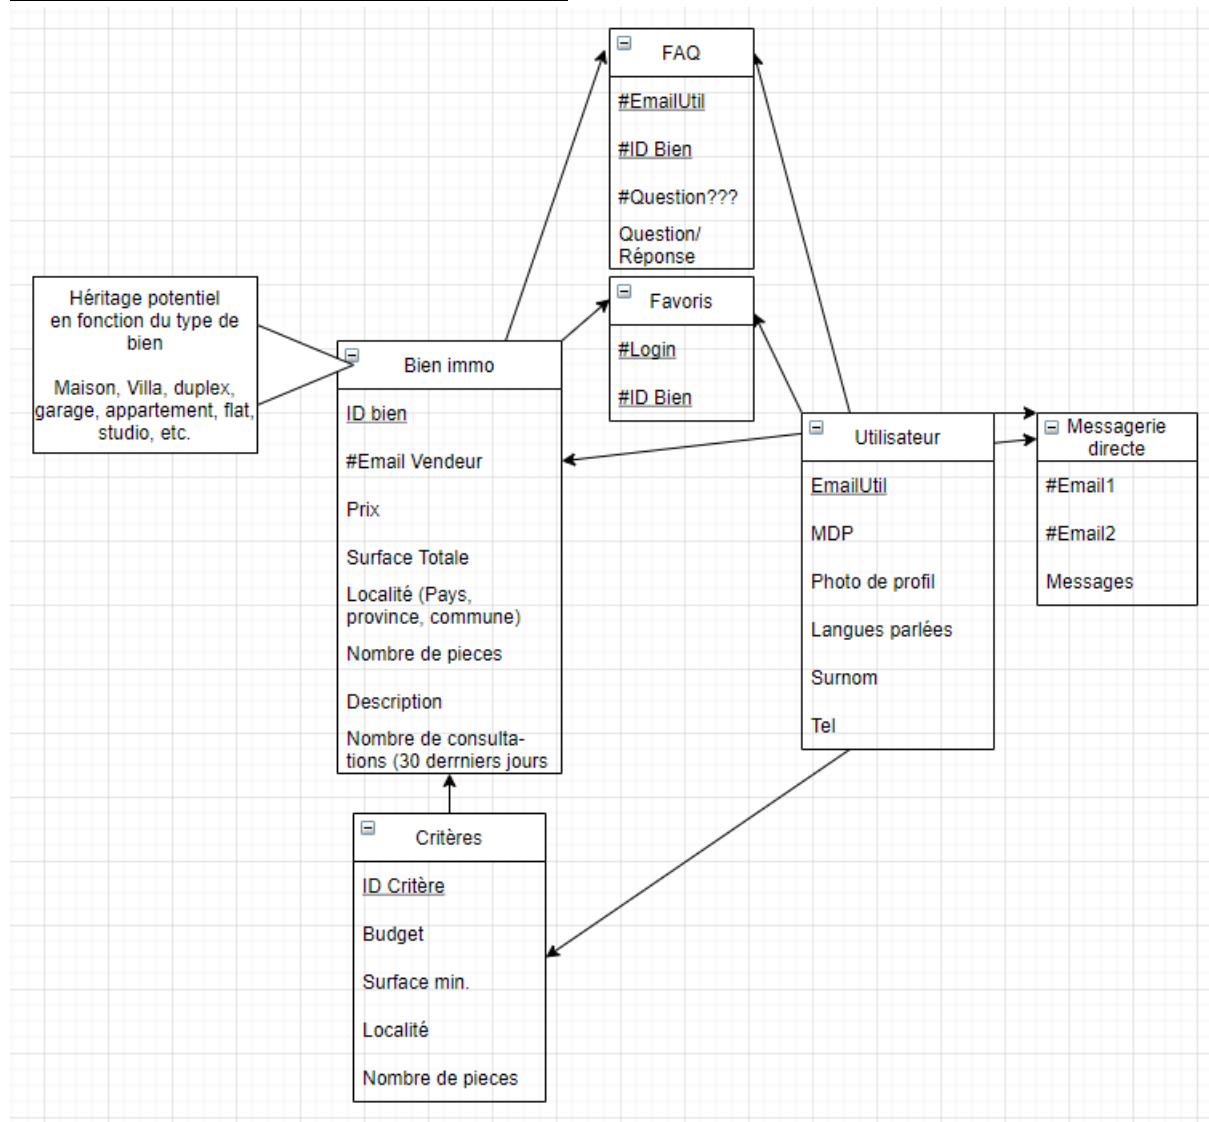 FAQ
#EmailUtil
#ID Bien
#Question???
Question/
Réponse
Héritage potentiel
en fonction du type de
bien
Maison, Villa, duplex,
garage, appartement, flat,
studio, etc.
Favoris
#Login
#ID Bien
Bien immo
ID bien
#Email Vendeur
Prix
Surface Totale
Localité (Pays,
province, commune)
Nombre de pieces
Description
Nombre de consulta-
tions (30 derrniers jours
Utilisateur
EmailUtil
MDP
Photo de profil
Langues parlées
Surnom
Tel
Messagerie
directe
#Email1
#Email2
Messages
Critères
ID Critère
Budget
Surface min.
Localité
Nombre de pieces